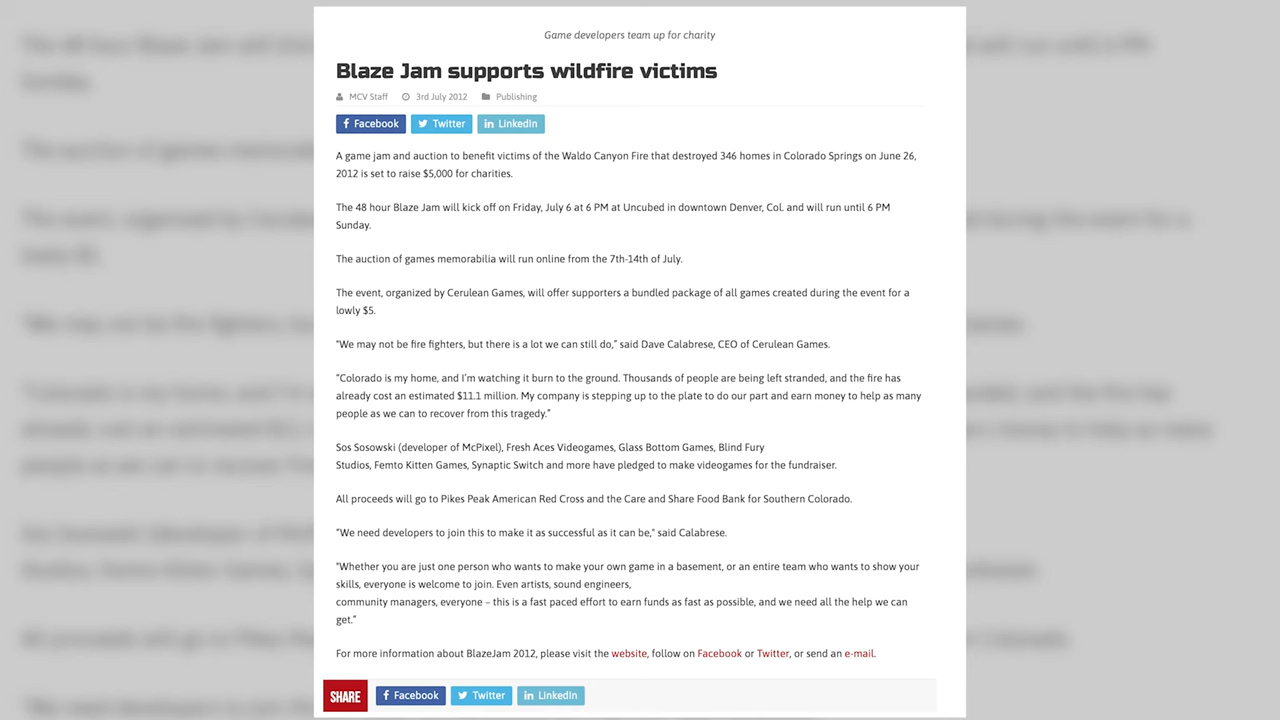 Game developers team up for charity
Blaze Jam supports wildfire victims
MCV Staff 3rd July 2012 Publishing
Facebook Twitter LinkedIn
A game jam and auction to benefit victims of the Waldo Canyon Fire that destroyed 346 homes in Colorado Springs on June 26,
2012 is set to raise $5,000 for charities.
The 48 hour Blaze Jam will kick off on Friday, July 6 at 6 PM at Uncubed in downtown Denver, Col. and will run until 6 PM
Sunday.
The auction of games memorabilia will run online from the 7th-14th of July.
The event, organized by Cerulean Games, will offer supporters a bundled package of all games created during the event for a
lowly $5.
“We may not be fire fighters, but there is a lot we can still do,” said Dave Calabrese, CEO of Cerulean Games.
“Colorado is my home, and I’m watching it burn to the ground. Thousands of people are being left stranded, and the fire has
already cost an estimated $11.1 million. My company is stepping up to the plate to do our part and earn money to help as many
people as we can to recover from this tragedy.”
Sos Sosowski (developer of McPixel), Fresh Aces Videogames, Glass Bottom Games, Blind Fury
Studios, Femto Kitten Games, Synaptic Switch and more have pledged to make videogames for the fundraiser.
All proceeds will go to Pikes Peak American Red Cross and the Care and Share Food Bank for Southern Colorado.
“We need developers to join this to make it as successful as it can be,” said Calabrese.
“Whether you are just one person who wants to make your own game in a basement, or an entire team who wants to show your
skills, everyone is welcome to join. Even artists, sound engineers,
community managers, everyone – this is a fast paced effort to earn funds as fast as possible, and we need all the help we can
get.”
For more information about BlazeJam 2012, please visit the website, follow on Facebook or Twitter, or send an e-mail.
SHARE Facebook Twitter LinkedIn